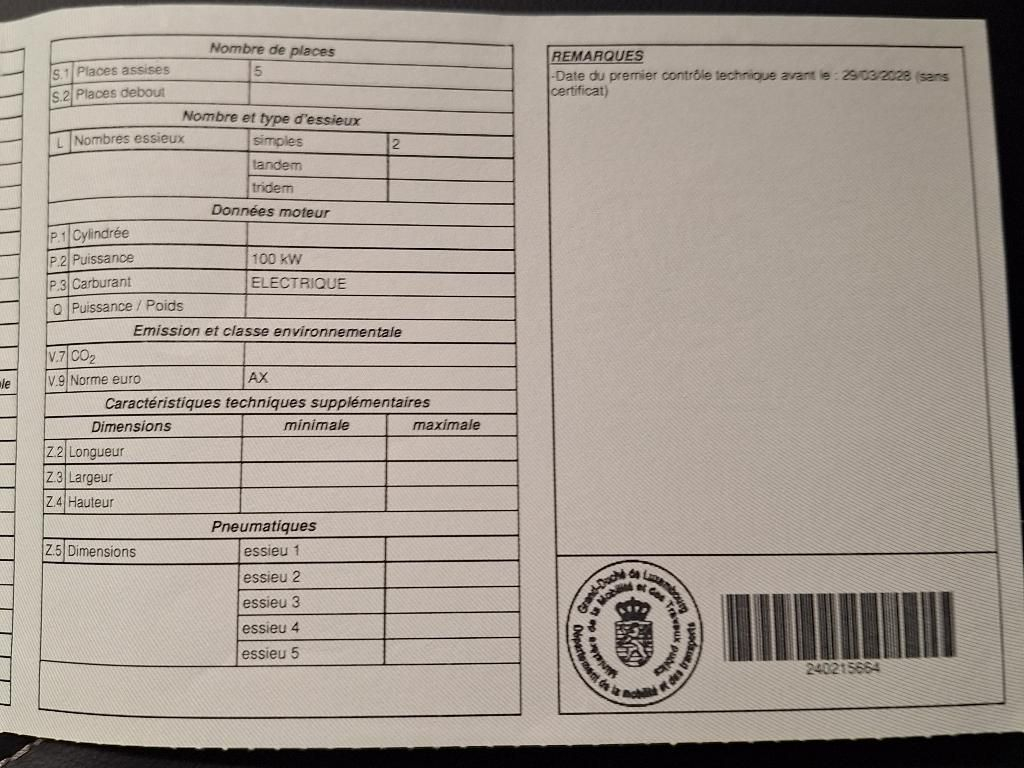 Nombre de places
S.1 Places assises 5
S.2 Places debout
Nombre et type d'essieux
L Nombres essieux simples 2
tandem
tridem
Données moteur
P.1 Cylindrée
P.2 Puissance 100 kW
P.3 Carburant ELECTRIQUE
Q Puissance / Poids
Emission et classe environnementale
V.7 CO2
V.9 Norme euro AX
Caractéristiques techniques supplémentaires
Dimensions minimale maximale
Z.2 Longueur
Z.3 Largeur
Z.4 Hauteur
Pneumatiques
Z.5 Dimensions essieu 1
essieu 2
essieu 3
essieu 4
essieu 5
REMARQUES
-Date du premier contrôle technique avant le : 29/03/2028 (sans
certificat)
Grand-Duché de Luxembourg
Ministère de la Mobilité et des Travaux publics
Département de la mobilité et des transports
240215664